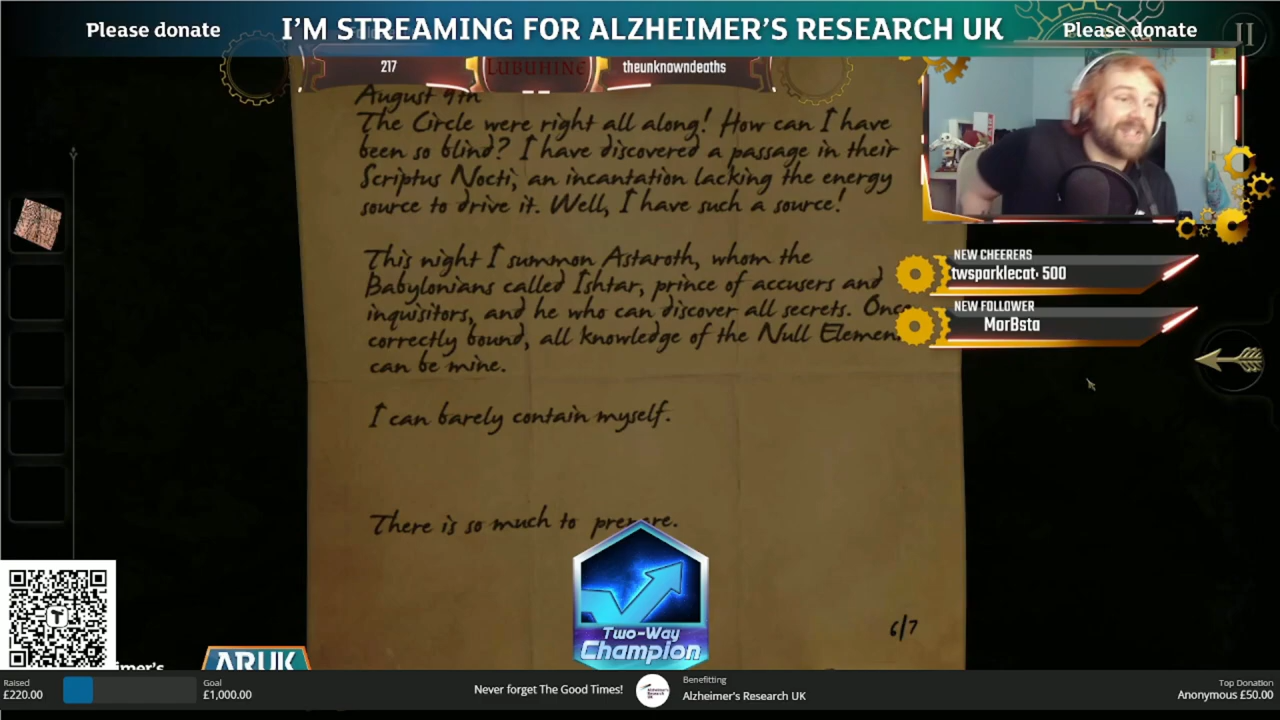 Please donate
I'M STREAMING FOR ALZHEIMER'S RESEARCH UK
Please donate
217
LUBUHINE
theunknowndeaths
August 9th
The Circle were right all along! How can I have
been so blind? I have discovered a passage in their
Scriptus Nocti, an incantation lacking the energy
source to drive it. Well, I have such a source!
This night I summon Astaroth, whom the
Babylonians called Ishtar, prince of accusers and
inquisitors, and he who can discover all secrets. Once
correctly bound, all knowledge of the Null Elemen
can be mine.
I can barely contain myself.
There is so much to prepare.
6/7
NEW CHEERERS
twsparklecat· 500
NEW FOLLOWER
MorBsta
Two-Way
Champion
T
imer's
ARUK
Raised
£220.00
Goal
£1,000.00
Never forget The Good Times!
Alzheimer's Research UK
Benefitting
Alzheimer's Research UK
Top Donation
Anonymous £50.00